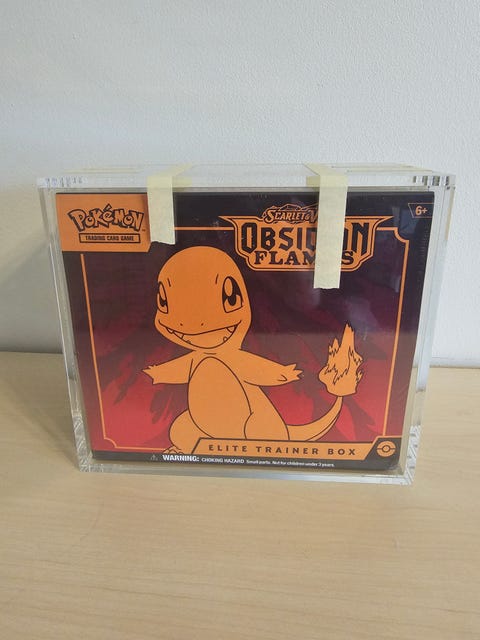 POKéMON
TRADING CARD GAME
6+
SCARLET &
OBSIDIAN
FLAMES
ELITE TRAINER BOX
WARNING: CHOKING HAZARD Small parts. Not for children under 3 years.